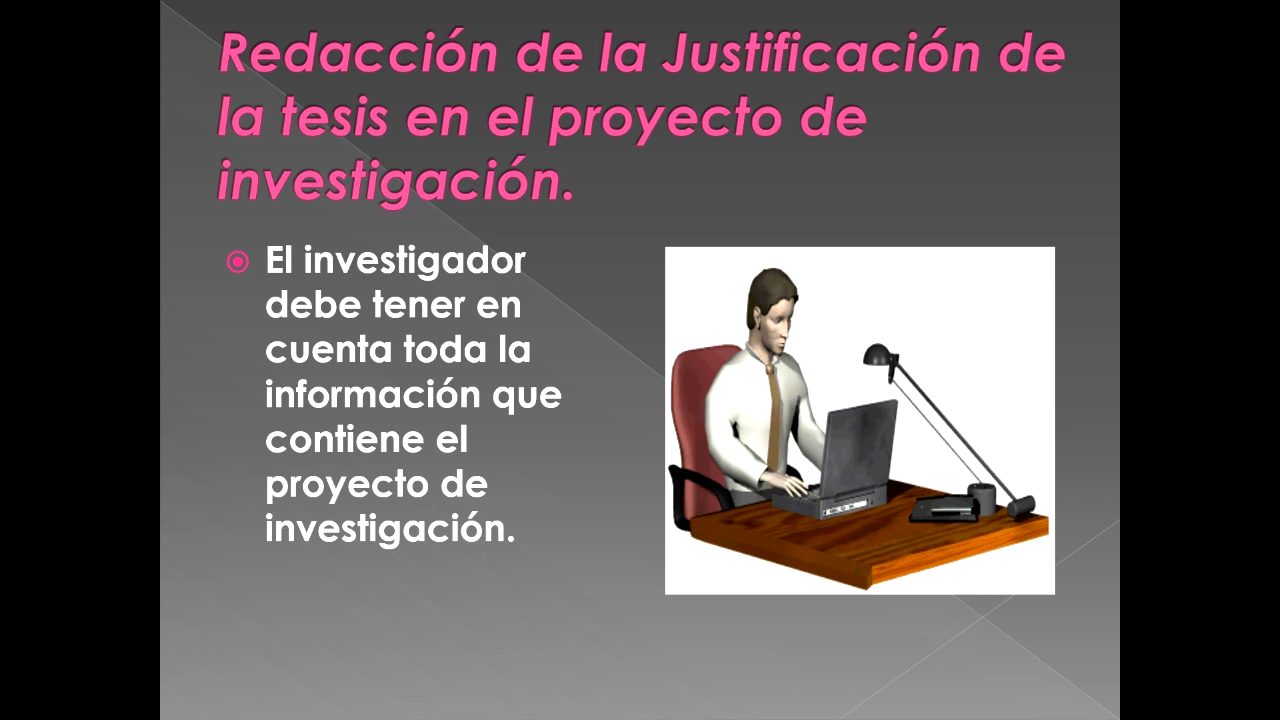 Redacción de la Justificación de
la tesis en el proyecto de
investigación.
El investigador
debe tener en
cuenta toda la
información que
contiene el
proyecto de
investigación.